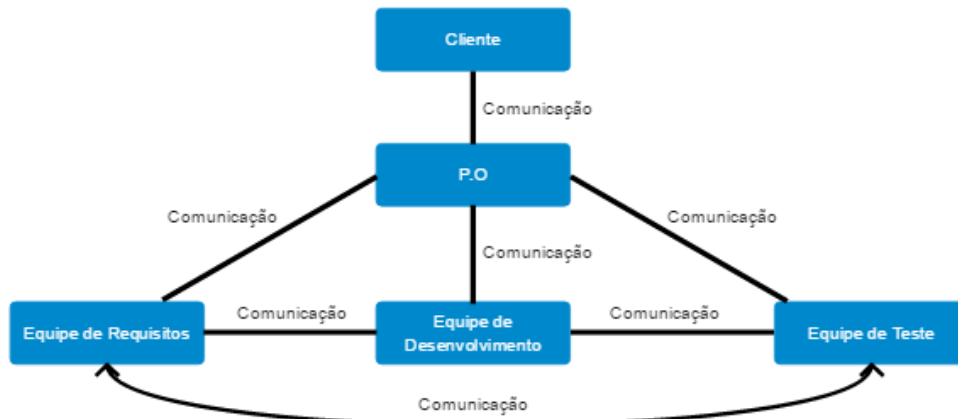 Cliente
Comunicação
P.O
Comunicação
Comunicação
Comunicação
Equipe de Requisitos
Comunicação
Equipe de
Desenvolvimento
Comunicação
Equipe de Teste
Comunicação